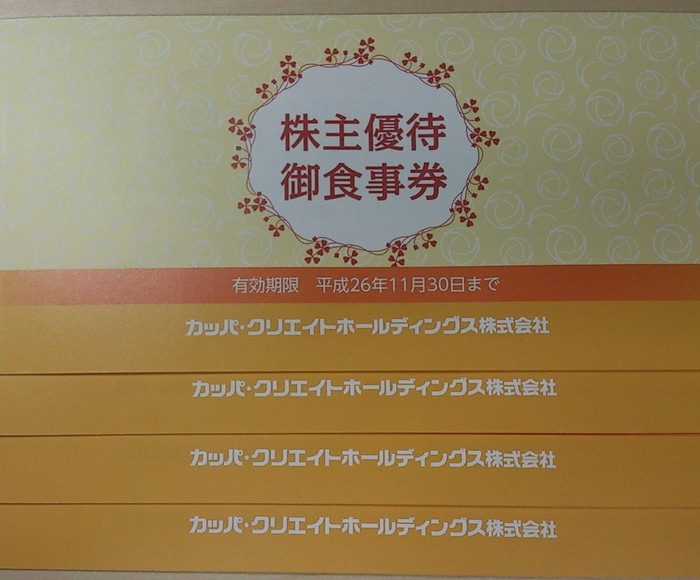 株主優待
御食事券
有効期限　平成26年11月30日まで
カッパ・クリエイトホールディングス株式会社
カッパ・クリエイトホールディングス株式会社
カッパ・クリエイトホールディングス株式会社
カッパ・クリエイトホールディングス株式会社